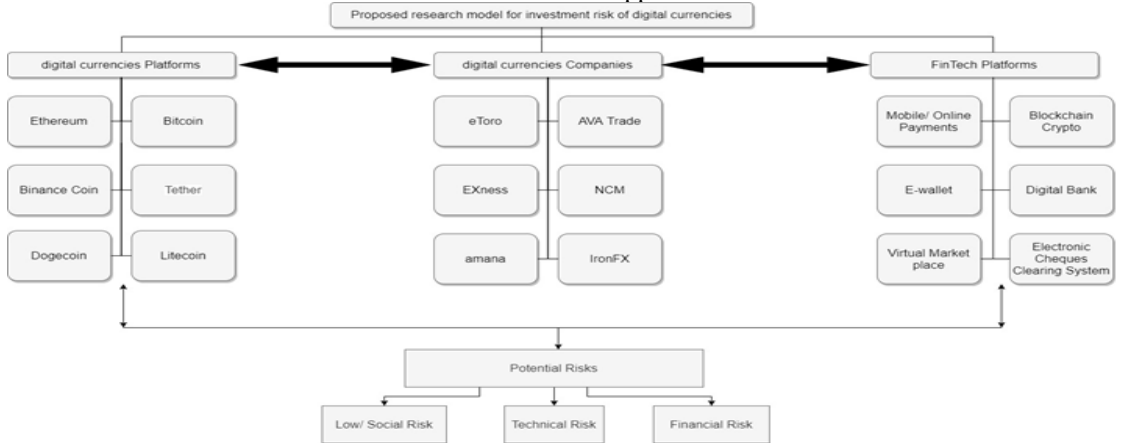 Proposed research model for investment risk of digital currencies
digital currencies Platforms
digital currencies Companies
FinTech Platforms
Ethereum
Bitcoin
Binance Coin
Tether
Dogecoin
Litecoin
eToro
AVA Trade
EXness
NCM
amana
IronFX
Mobile/ Online
Payments
Blockchain
Crypto
E-wallet
Digital Bank
Virtual Market
place
Electronic
Cheques
Clearing System
Potential Risks
Low/ Social Risk
Technical Risk
Financial Risk